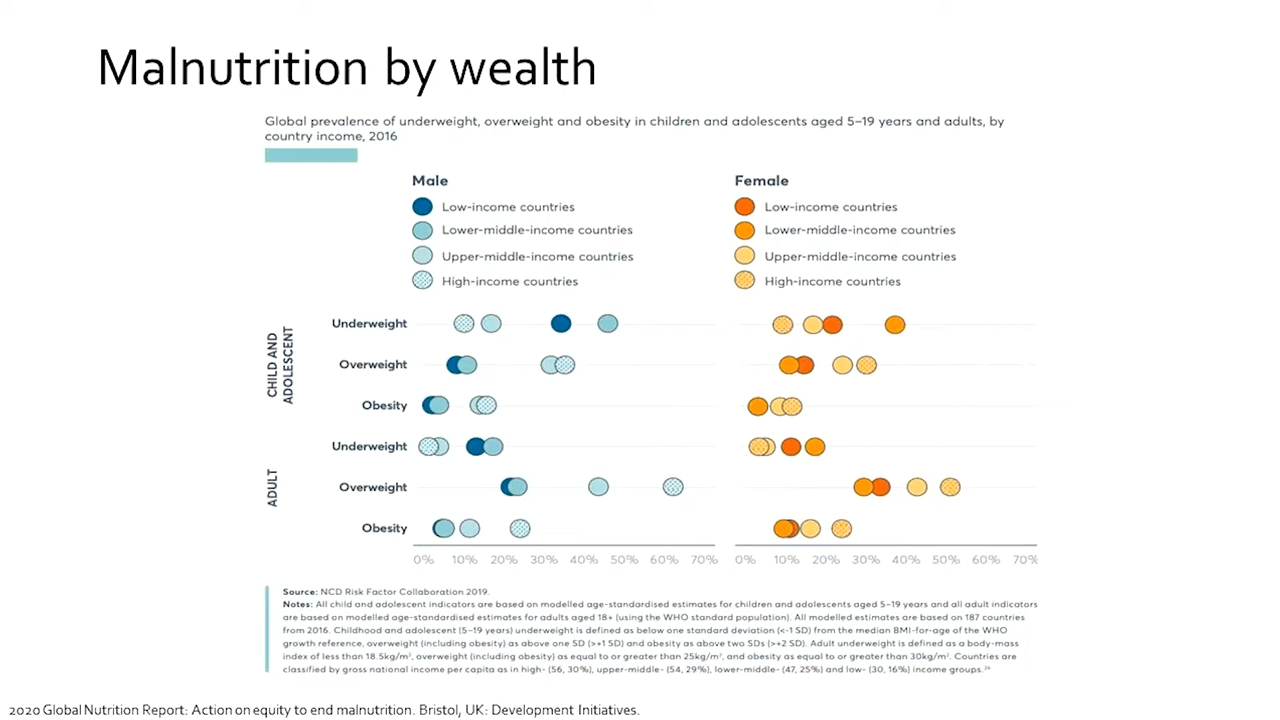 Malnutrition by wealth
Global prevalence of underweight, overweight and obesity in children and adolescents aged 5–19 years and adults, by
country income, 2016
Male
Low-income countries
Lower-middle-income countries
Upper-middle-income countries
High-income countries
Female
Low-income countries
Lower-middle-income countries
Upper-middle-income countries
High-income countries
CHILD AND
ADOLESCENT
Underweight
Overweight
Obesity
ADULT
Underweight
Overweight
Obesity
0% 10% 20% 30% 40% 50% 60% 70%
0% 10% 20% 30% 40% 50% 60% 70%
Source: NCD Risk Factor Collaboration 2019.
Notes: All child and adolescent indicators are based on modelled age-standardised estimates for children and adolescents aged 5–19 years and all adult indicators
are based on modelled age-standardised estimates for adults aged 18+ (using the WHO standard population). All modelled estimates are based on 187 countries
from 2016. Childhood and adolescent (5–19 years) underweight is defined as below one standard deviation (<-1 SD) from the median BMI-for-age of the WHO
growth reference, overweight (including obesity) as above one SD (>+1 SD) and obesity as above two SDs (>+2 SD). Adult underweight is defined as a body-mass
index of less than 18.5kg/m², overweight (including obesity) as equal to or greater than 25kg/m², and obesity as equal to or greater than 30kg/m². Countries are
classified by gross national income per capita as in high- (56, 30%), upper-middle- (54, 29%), lower-middle- (47, 25%) and low- (30, 16%) income groups.
2020 Global Nutrition Report: Action on equity to end malnutrition. Bristol, UK: Development Initiatives.